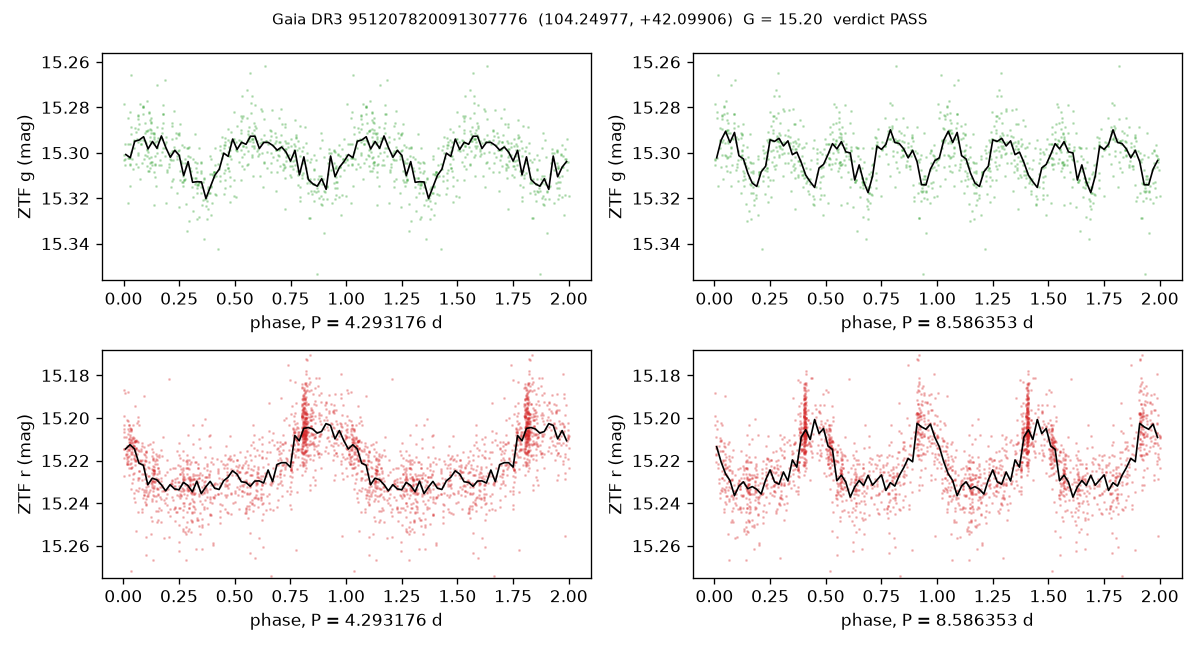 Gaia DR3 951207820091307776 (104.24977, +42.09906) G = 15.20 verdict PASS
ZTF g (mag)
15.26
15.28
15.30
15.32
15.34
0.00 0.25 0.50 0.75 1.00 1.25 1.50 1.75 2.00
phase, P = 4.293176 d
ZTF g (mag)
15.26
15.28
15.30
15.32
15.34
0.00 0.25 0.50 0.75 1.00 1.25 1.50 1.75 2.00
phase, P = 8.586353 d
ZTF r (mag)
15.18
15.20
15.22
15.24
15.26
0.00 0.25 0.50 0.75 1.00 1.25 1.50 1.75 2.00
phase, P = 4.293176 d
ZTF r (mag)
15.18
15.20
15.22
15.24
15.26
0.00 0.25 0.50 0.75 1.00 1.25 1.50 1.75 2.00
phase, P = 8.586353 d